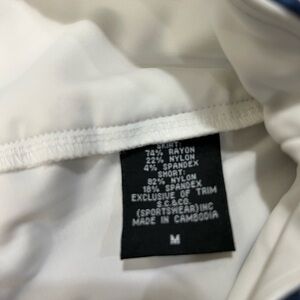 SKIRT:
74% RAYON
22% NYLON
4% SPANDEX
SHORT:
82% NYLON
18% SPANDEX
EXCLUSIVE OF TRIM
S.C.&CO.
(SPORTSWEAR)INC
MADE IN CAMBODIA
M